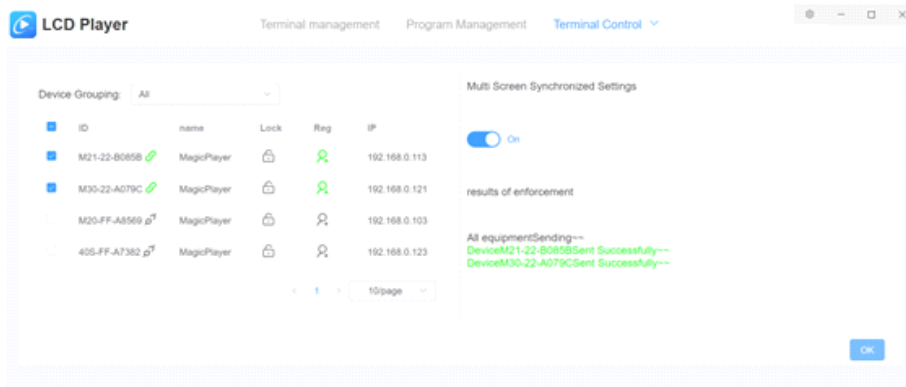 LCD Player
Terminal management Program Management Terminal Control
Device Grouping: All
ID name Lock Reg IP
M21-22-B085B MagicPlayer 192.168.0.113
M30-22-A079C MagicPlayer 192.168.0.121
M20-FF-A8569 MagicPlayer 192.168.0.103
40S-FF-A7382 MagicPlayer 192.168.0.123
1 10/page
Multi Screen Synchronized Settings
On
results of enforcement
All equipmentSending~~
DeviceM21-22-B085BSent Successfully~~
DeviceM30-22-A079CSent Successfully~~
OK